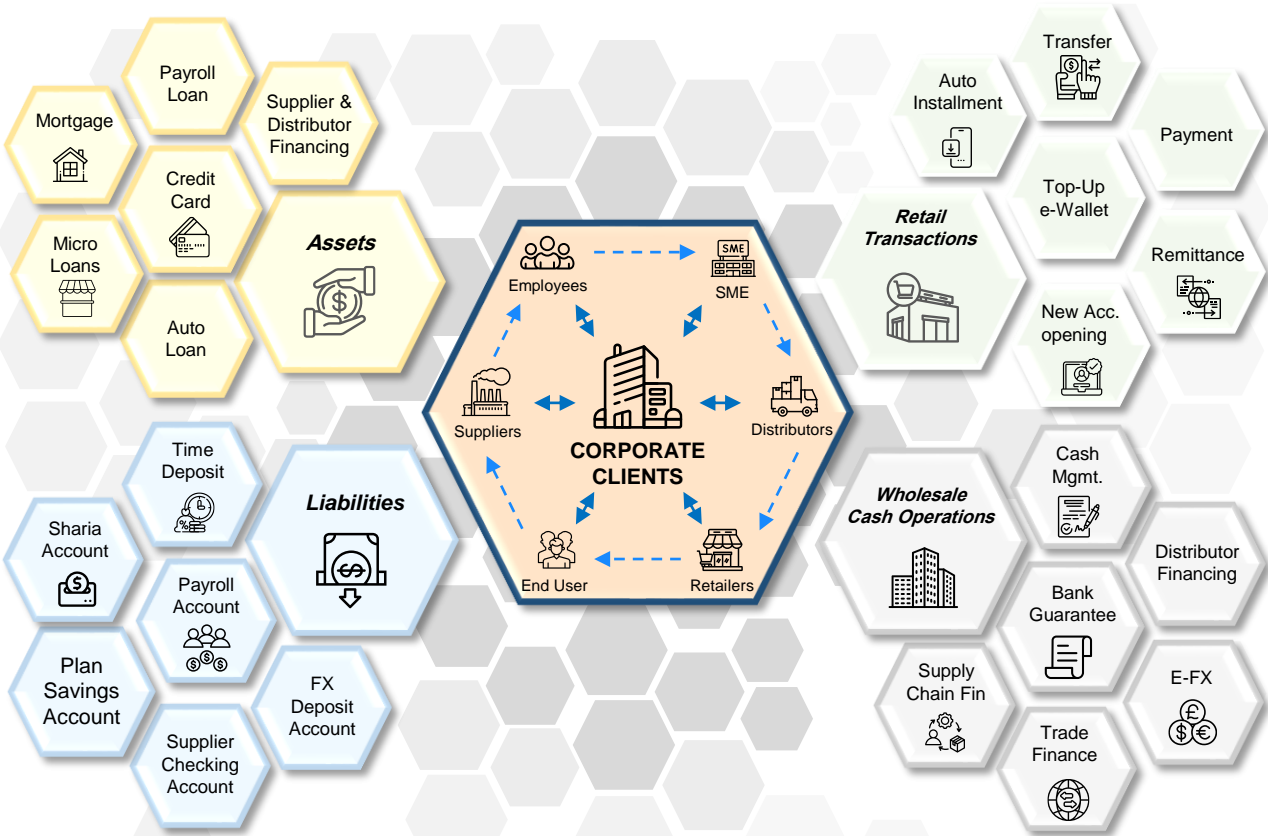 Payroll
Loan
Supplier &
Distributor
Financing
Mortgage
Credit
Card
Micro
Loans
Auto
Loan
Assets
Time
Deposit
Sharia
Account
Payroll
Account
Plan
Savings
Account
Supplier
Checking
Account
FX
Deposit
Account
Liabilities
Employees
SME
SME
Suppliers
Distributors
CORPORATE
CLIENTS
End User
Retailers
Transfer
Auto
Installment
Payment
Top-Up
e-Wallet
Retail
Transactions
Remittance
New Acc.
opening
Cash
Mgmt.
Wholesale
Cash Operations
Distributor
Financing
Bank
Guarantee
Supply
Chain Fin
E-FX
Trade
Finance